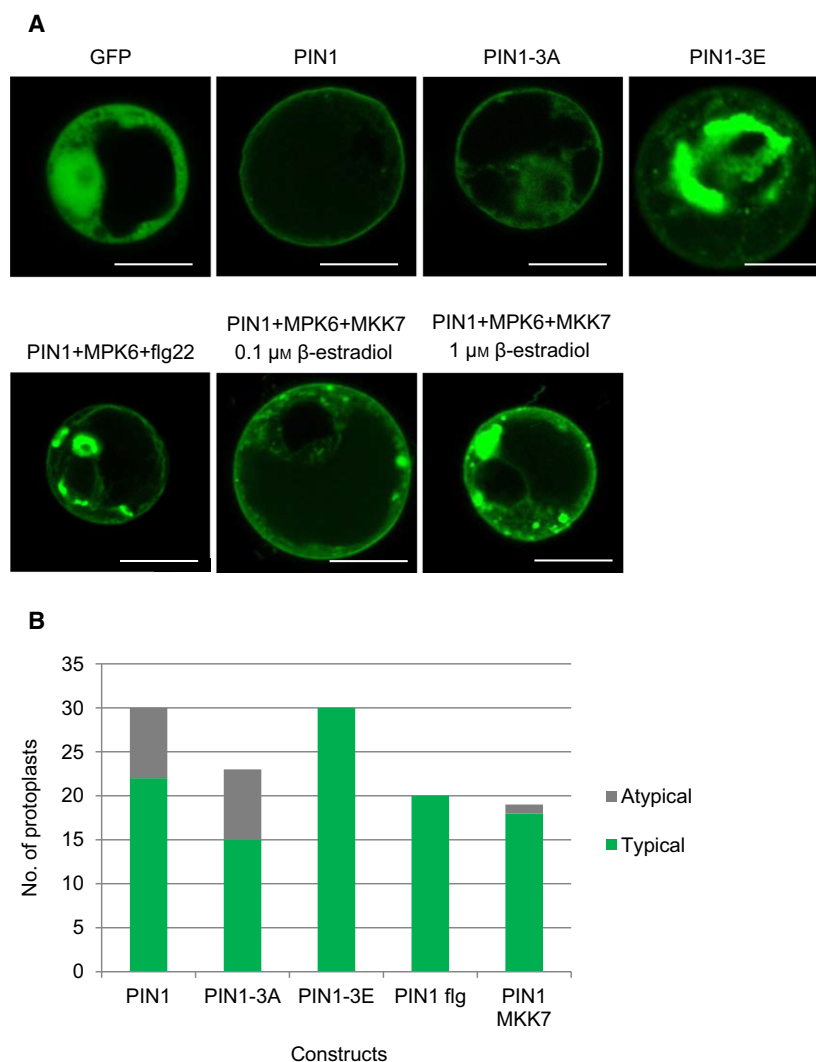 A
GFP
PIN1
PIN1-3A
PIN1-3E
PIN1+MPK6+flg22
PIN1+MPK6+MKK7
0.1 µM β-estradiol
PIN1+MPK6+MKK7
1 µM β-estradiol
B
35
30
25
20
15
10
5
0
No. of protoplasts
PIN1
PIN1-3A
PIN1-3E
PIN1 flg
PIN1
MKK7
Constructs
Atypical
Typical